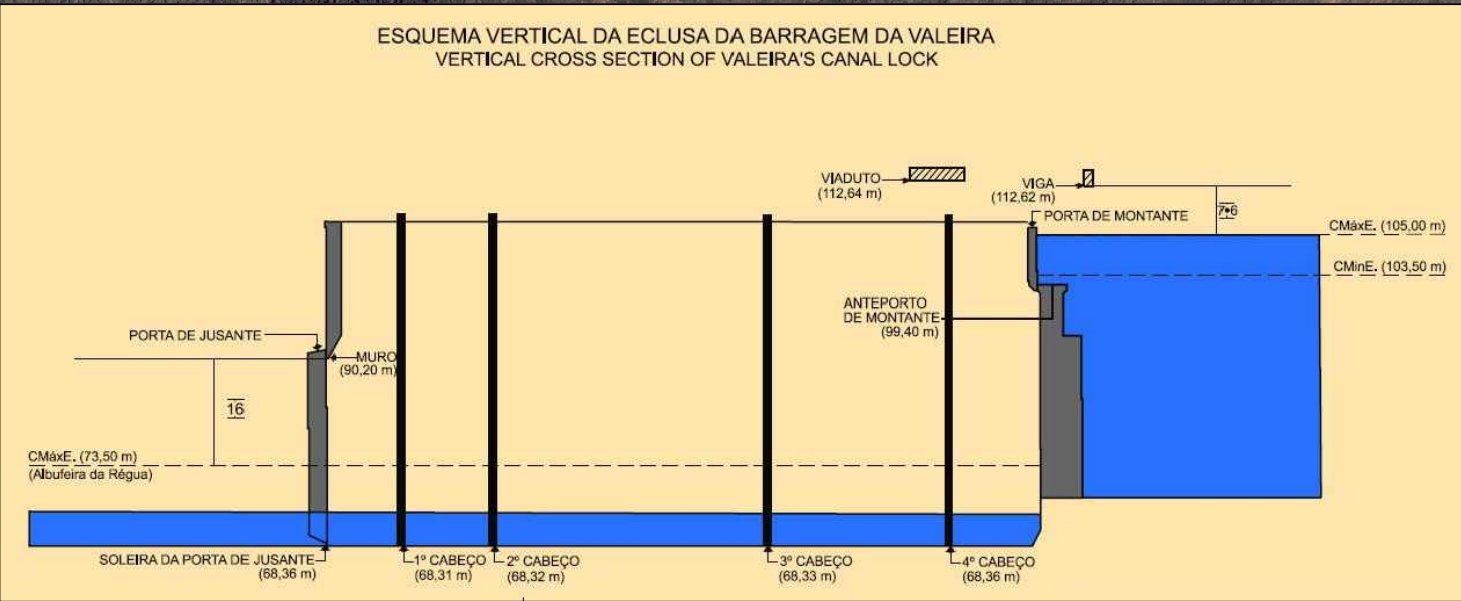 ESQUEMA VERTICAL DA ECLUSA DA BARRAGEM DA VALEIRA
VERTICAL CROSS SECTION OF VALEIRA'S CANAL LOCK
VIADUTO
(112,64 m)
VIGA
(112,62 m)
7•6
PORTA DE MONTANTE
CMáxE. (105,00 m)
CMinE. (103,50 m)
ANTEPORTO
DE MONTANTE
(99,40 m)
PORTA DE JUSANTE
MURO
(90,20 m)
16
CMáxE. (73,50 m)
(Albufeira da Régua)
SOLEIRA DA PORTA DE JUSANTE
(68,36 m)
1º CABEÇO
(68,31 m)
2º CABEÇO
(68,32 m)
3º CABEÇO
(68,33 m)
4º CABEÇO
(68,36 m)